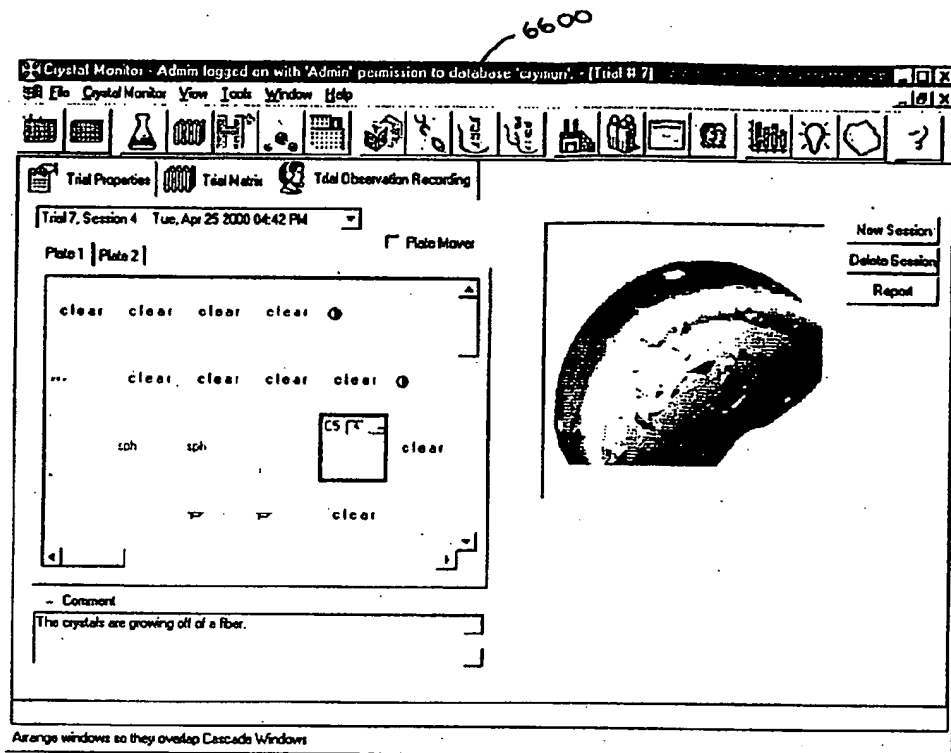 6600
Crystal Monitor - Admin logged on with 'Admin' permission to database 'crymon'. - [Trial # 7]
File Crystal Monitor View Tools Window Help
Trial Properties Trial Matrix Trial Observation Recording
Trial 7, Session 4 Tue, Apr 25 2000 04:42 PM
Plate Mover
New Session
Plate 1 Plate 2
Delete Session
Report
clear clear clear clear
clear clear clear clear
C5 4
sph sph clear
clear
Comment
The crystals are growing off of a fiber.
Arrange windows so they overlap Cascade Windows